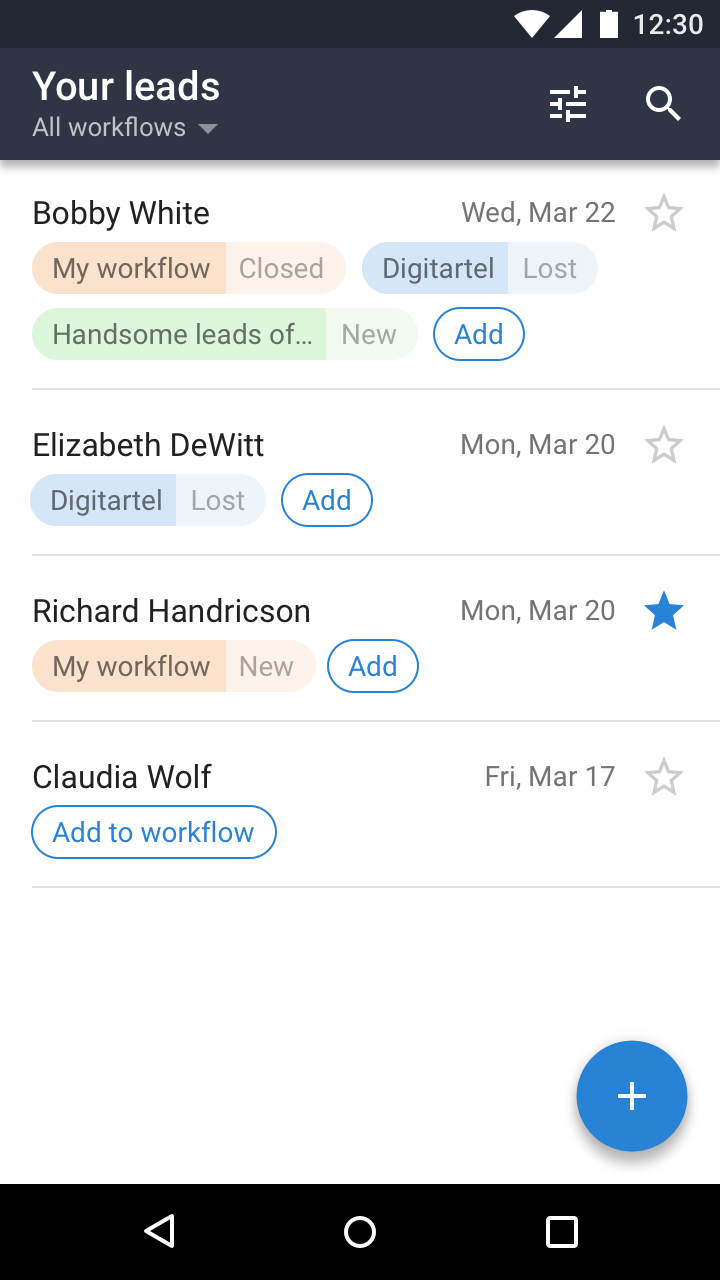 12:30
Your leads
All workflows
Bobby White Wed, Mar 22
My workflow Closed Digitartel Lost
Handsome leads of... New Add
Elizabeth DeWitt Mon, Mar 20
Digitartel Lost Add
Richard Handricson Mon, Mar 20
My workflow New Add
Claudia Wolf Fri, Mar 17
Add to workflow